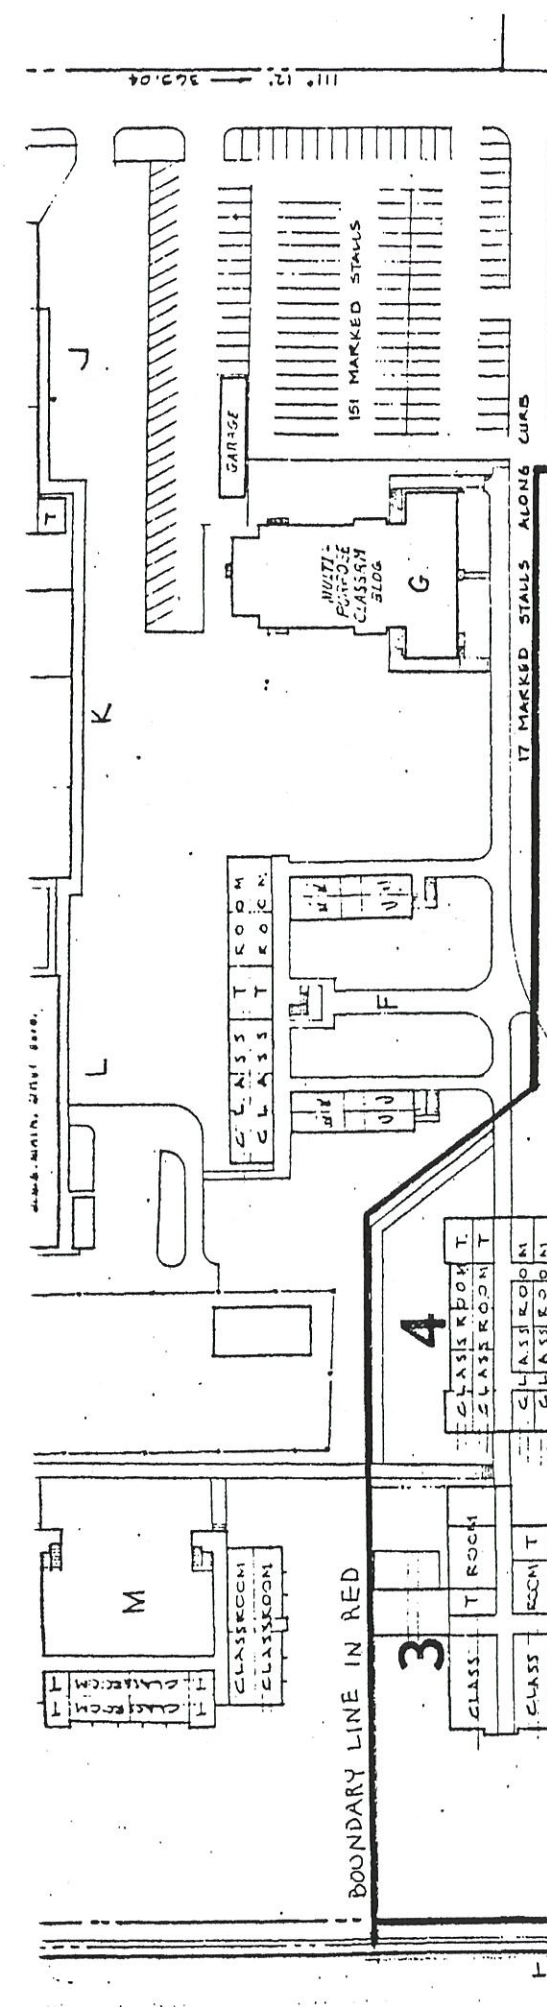 111° 12' 363.04
J
151 MARKED STALLS
GARAGE
CURB
T
MULTI-
PURPOSE
CLASSRM
BLDG
G
17 MARKED STALLS ALONG
K
CLASS T ROOM
CLASS T ROOM
F
L
4
CLASSROOM T
CLASSROOM T
CLASSROOM
CLASSROOM
M
CLASSROOM
CLASSROOM
T CLASSROOM T
T CLASSROOM T
3
CLASS T ROOM
CLASS ROOM T
BOUNDARY LINE IN RED